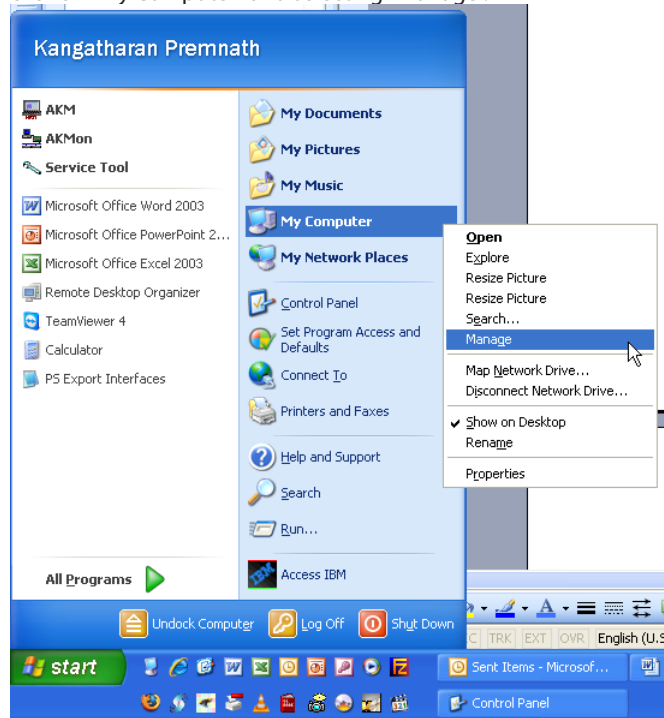 Kangatharan Premnath
AKM
AKMon
Service Tool
Microsoft Office Word 2003
Microsoft Office PowerPoint 2...
Microsoft Office Excel 2003
Remote Desktop Organizer
TeamViewer 4
Calculator
PS Export Interfaces
All Programs
My Documents
My Pictures
My Music
My Computer
My Network Places
Control Panel
Set Program Access and
Defaults
Connect To
Printers and Faxes
Help and Support
Search
Run...
Access IBM
Open
Explore
Resize Picture
Resize Picture
Search...
Manage
Map Network Drive...
Disconnect Network Drive...
Show on Desktop
Rename
Properties
Undock Computer
Log Off
Shut Down
TRK EXT OVR English (U.S
start
Sent Items - Microsof...
Control Panel